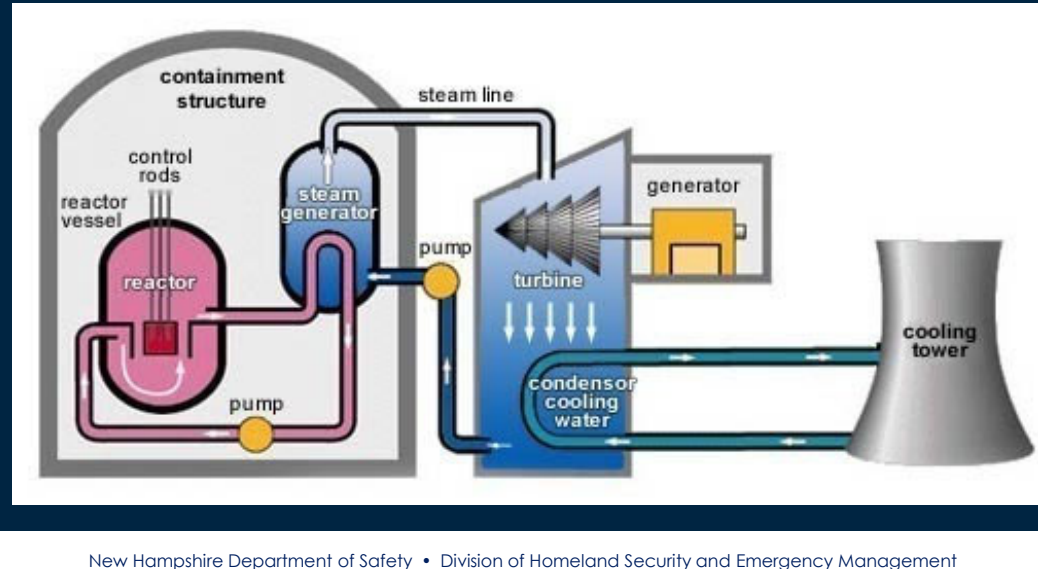 containment
structure
steam line
control
rods
reactor
vessel
steam
generator
generator
pump
reactor
turbine
cooling
tower
condensor
cooling
water
pump
New Hampshire Department of Safety • Division of Homeland Security and Emergency Management